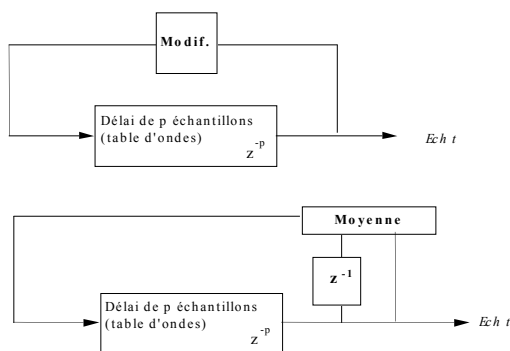 Modif.
Délai de p échantillons
(table d'ondes)
z⁻ᵖ
Ech t
Moyenne
z⁻¹
Délai de p échantillons
(table d'ondes)
z⁻ᵖ
Ech t